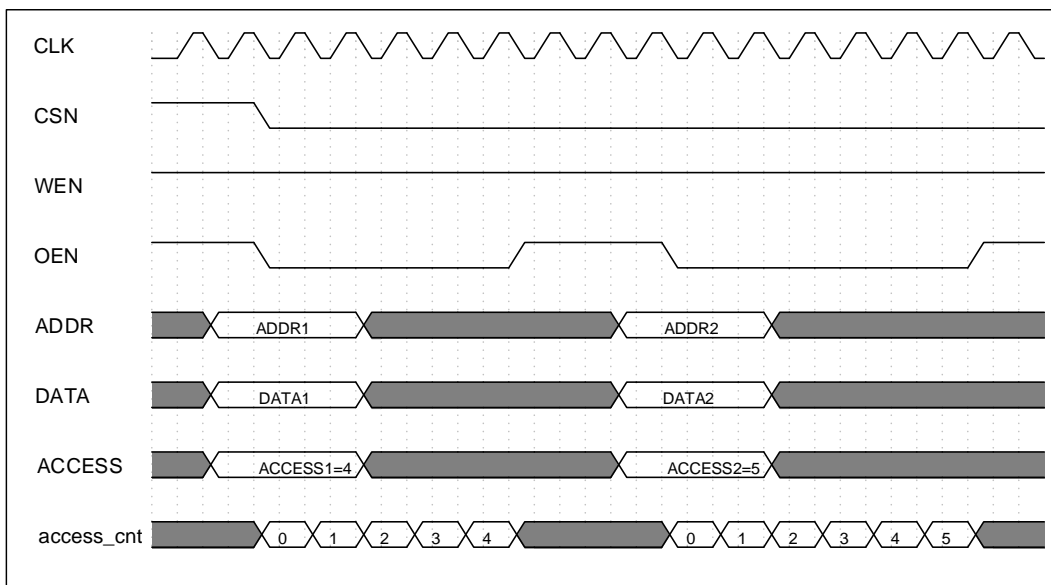 CLK
CSN
WEN
OEN
ADDR ADDR1 ADDR2
DATA DATA1 DATA2
ACCESS ACCESS1=4 ACCESS2=5
access_cnt 0 1 2 3 4 0 1 2 3 4 5